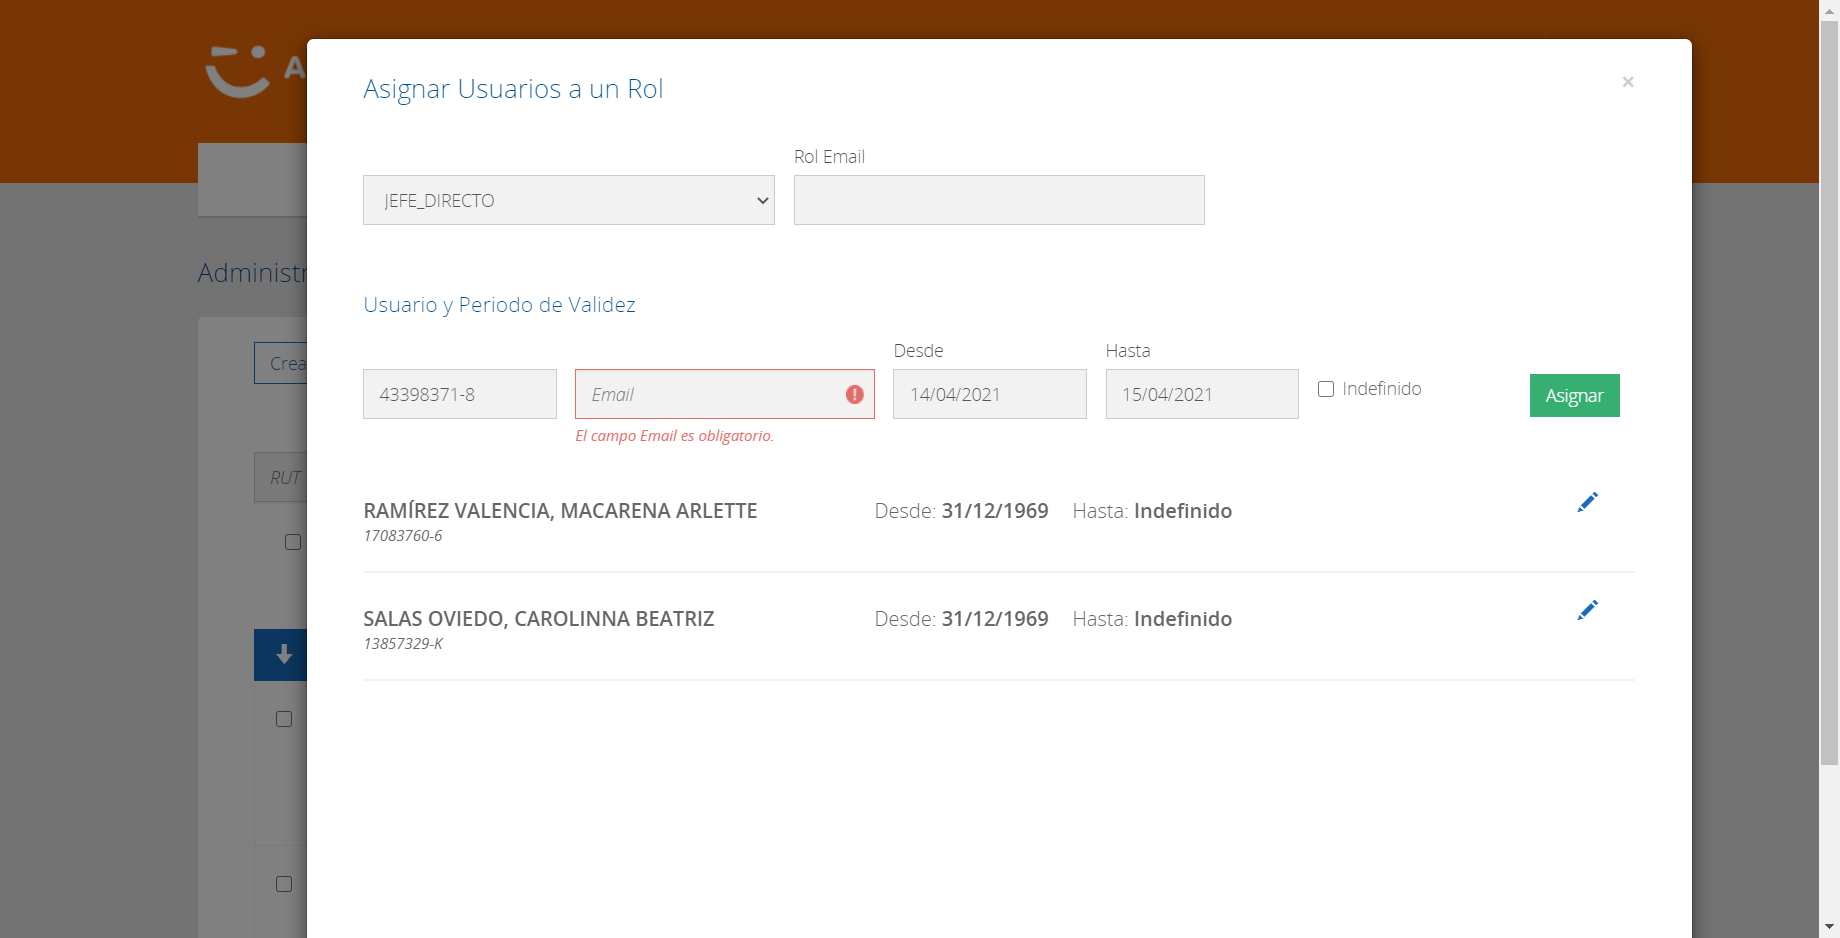 A
Asignar Usuarios a un Rol
×
Rol Email
JEFE_DIRECTO
Administr
Usuario y Periodo de Validez
Crea
Desde
Hasta
43398371-8
Email
14/04/2021
15/04/2021
Indefinido
Asignar
El campo Email es obligatorio.
RUT
RAMÍREZ VALENCIA, MACARENA ARLETTE
Desde: 31/12/1969 Hasta: Indefinido
17083760-6
SALAS OVIEDO, CAROLINNA BEATRIZ
Desde: 31/12/1969 Hasta: Indefinido
13857329-K